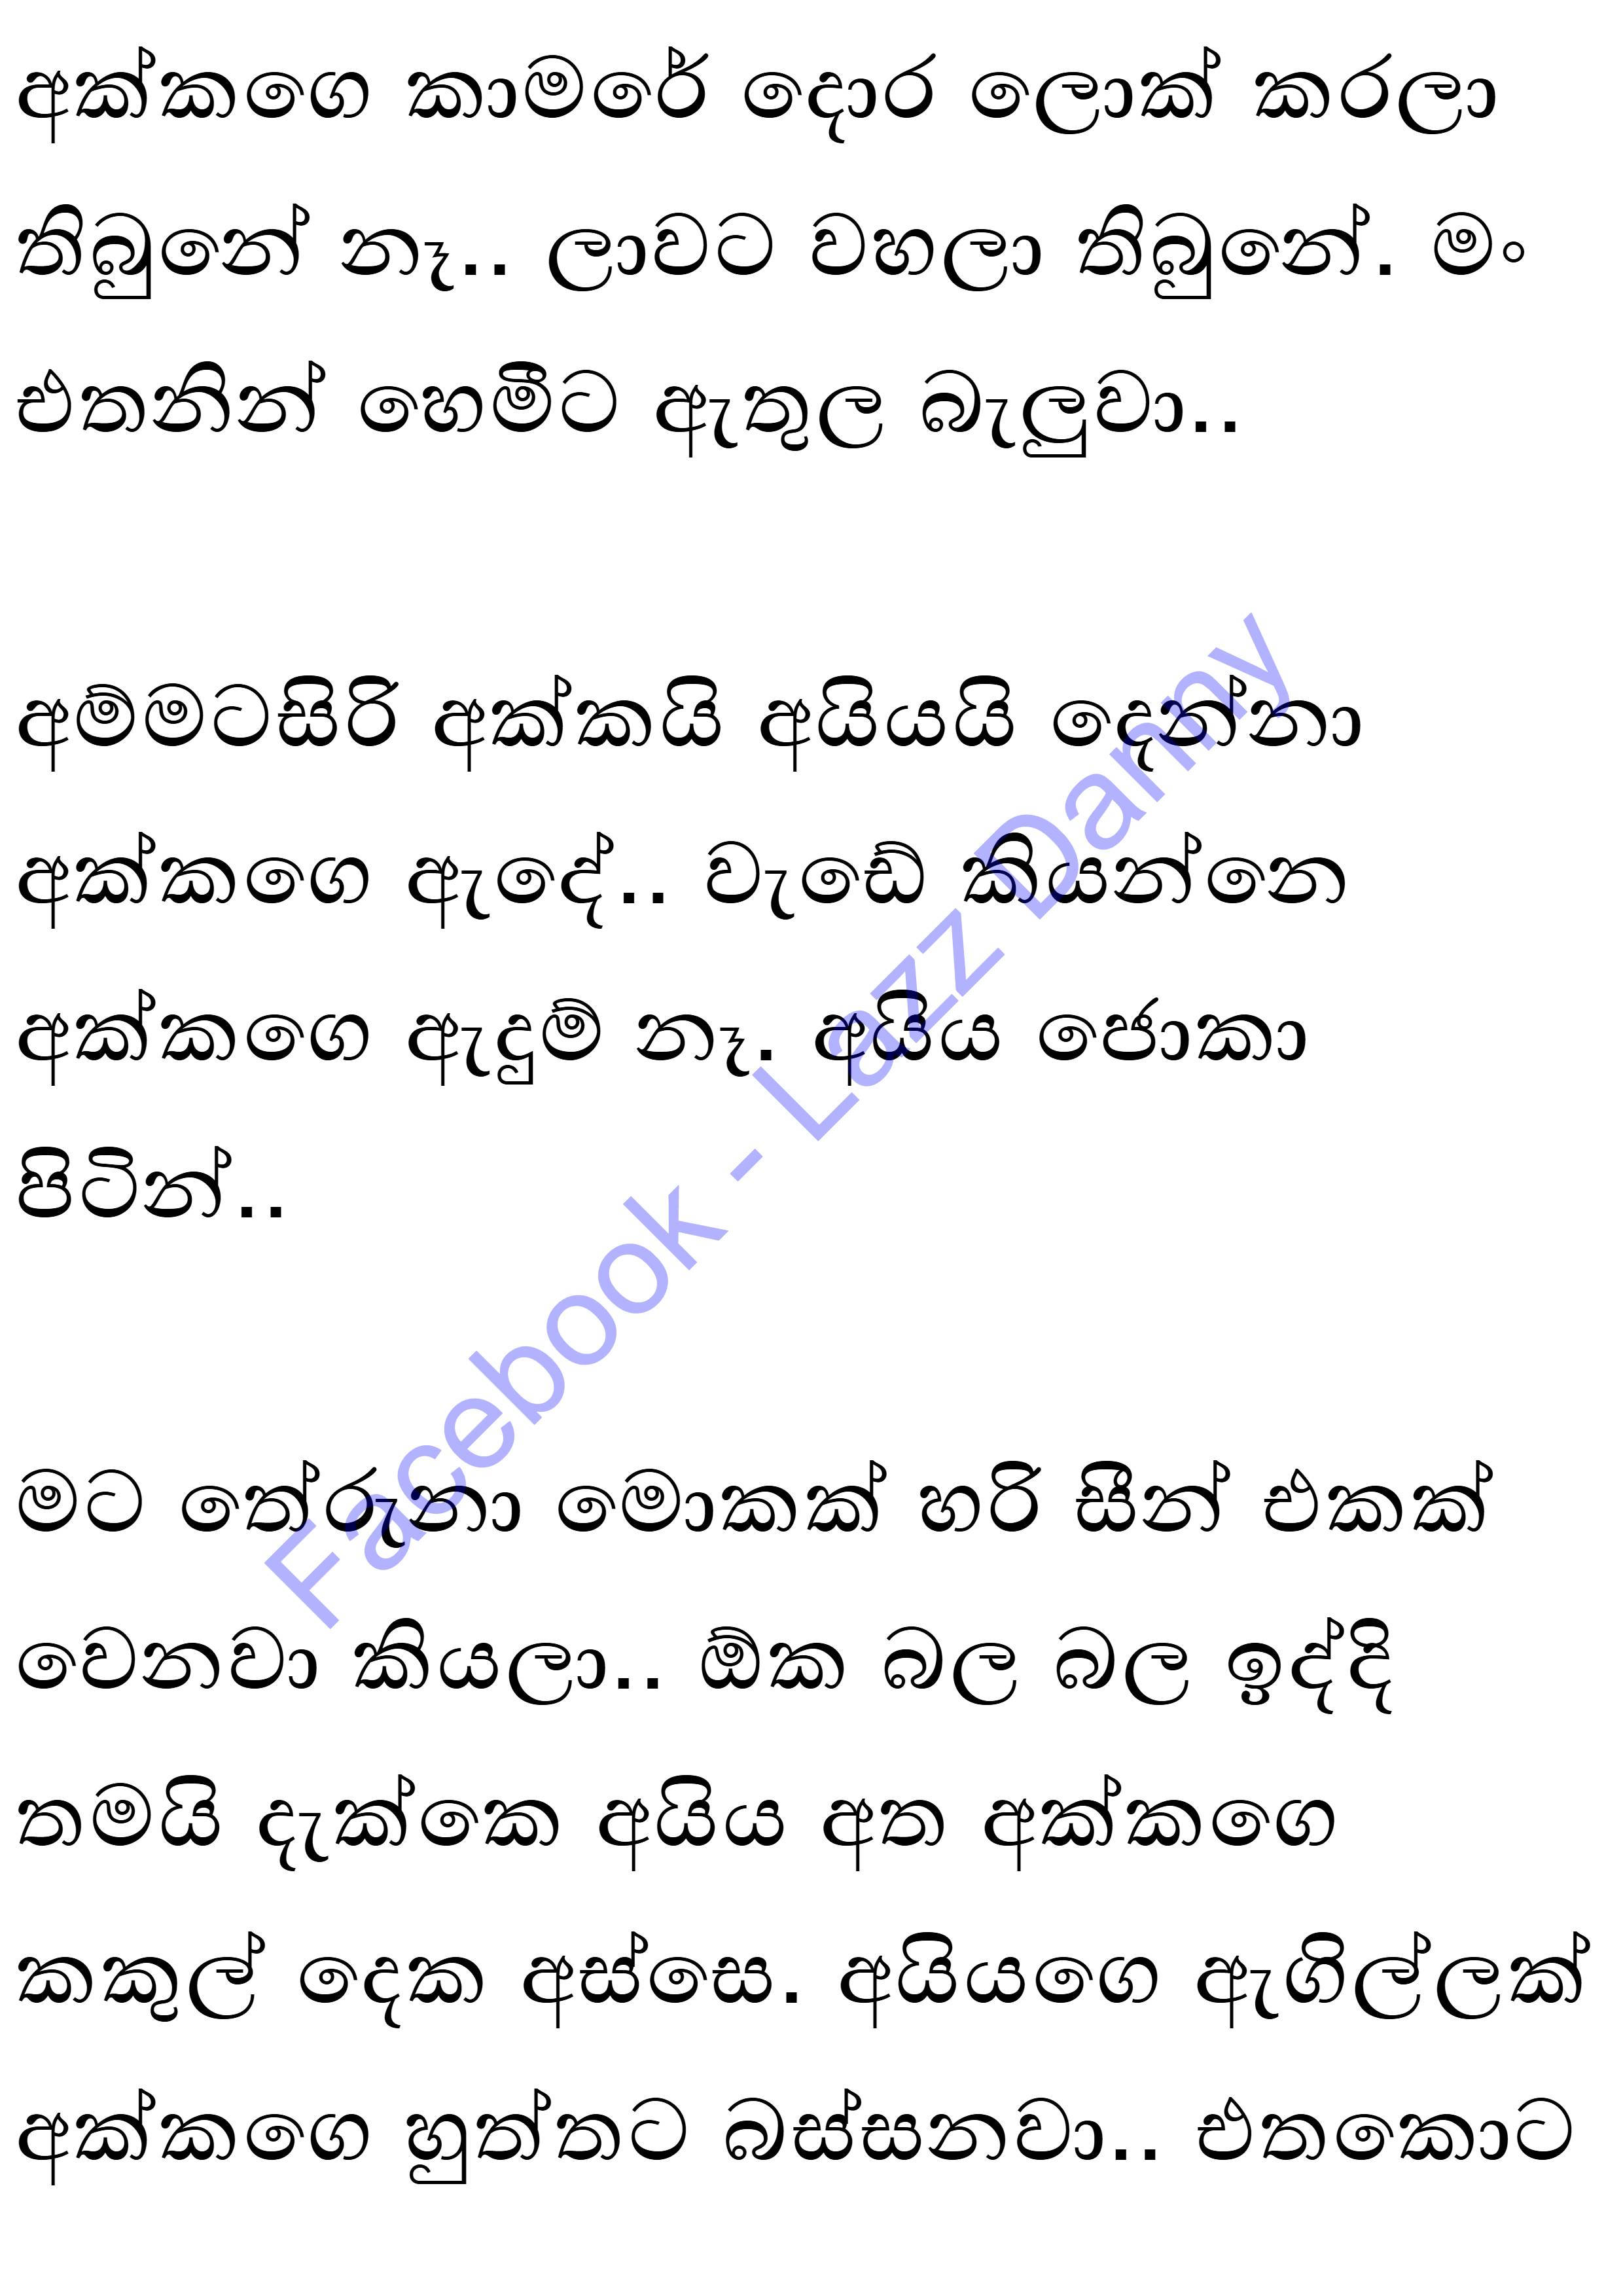 අක්කගෙ කාමරේ දොර ලොක් කරලා
තිබුනේ නෑ.. ලාවට වහලා තිබුනේ. මං
එතනින් හෙමීට ඇතුල බැලුවා..
අම්මටසිරි අක්කයි අයියයි දෙන්නා
අක්කගෙ ඇඳේ.. වැඩේ කියන්නෙ
අක්කගෙ ඇදුම් නෑ. අයිය ජොකා
පිටින්..
මට තේරුනා මොකක් හරි සීන් එකක්
වෙනවා කියලා.. ඕක බල බල ඉද්දි
තමයි දැක්කෙ අයිය අත අක්කගෙ
කකුල් දෙක අස්සෙ. අයියගෙ ඇගිල්ලක්
අක්කගෙ හුත්තට බස්සනවා.. එතකොට
Facebook - Lazz Danny